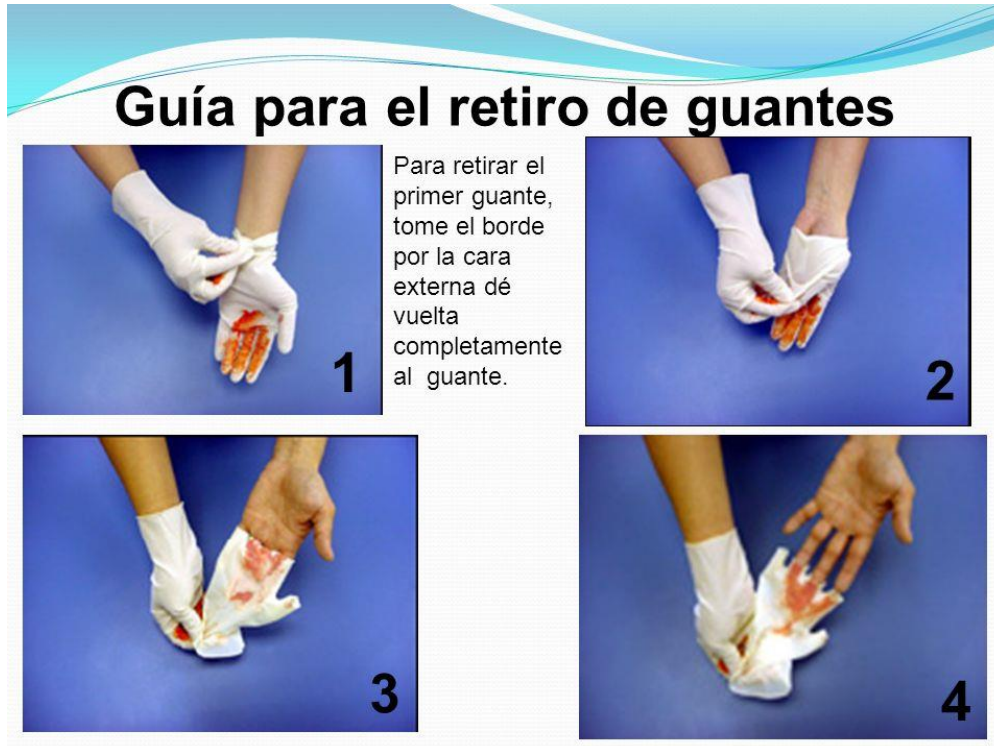 Guía para el retiro de guantes
Para retirar el
primer guante,
tome el borde
por la cara
externa dé
vuelta
completamente
al guante.
1
2
3
4